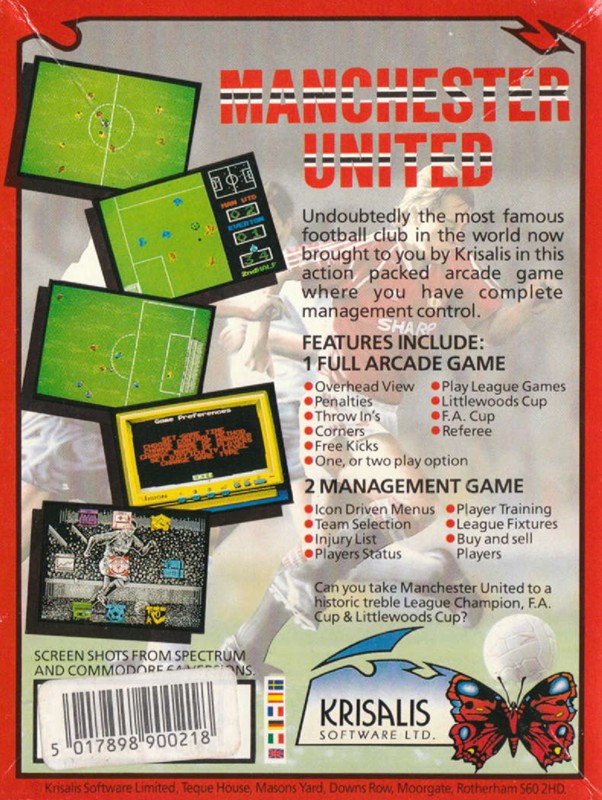 MANCHESTER
UNITED
Undoubtedly the most famous
football club in the world now
brought to you by Krisalis in this
action packed arcade game
where you have complete
management control.
SHARP
FEATURES INCLUDE:
1 FULL ARCADE GAME
Overhead View
Penalties
Throw In's
Corners
Free Kicks
One, or two play option
Play League Games
Littlewoods Cup
F.A. Cup
Referee
2 MANAGEMENT GAME
Icon Driven Menus
Team Selection
Injury List
Players Status
Player Training
League Fixtures
Buy and sell
Players
Can you take Manchester United to a
historic treble League Champion, F.A.
Cup & Littlewoods Cup?
MAN UTD
02
EVERTON
01
34
2nd HALF
Game Preferences
EXIT
SCREEN SHOTS FROM SPECTRUM
AND COMMODORE 64 VERSIONS.
5 017898 900218
KRISALIS
SOFTWARE LTD.
Krisalis Software Limited, Teque House, Masons Yard, Downs Row, Moorgate, Rotherham S60 2HD.